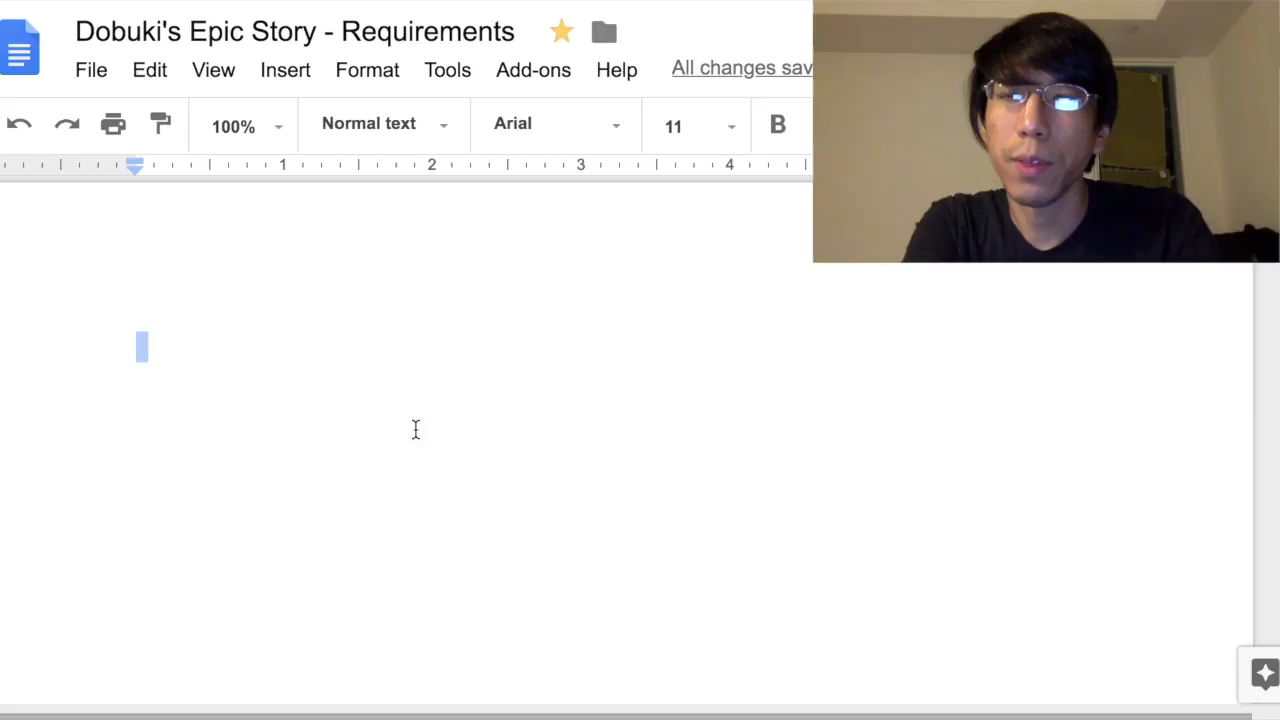 Dobuki's Epic Story - Requirements
File Edit View Insert Format Tools Add-ons Help All changes sav
100% Normal text Arial 11 B
1 2 3 4